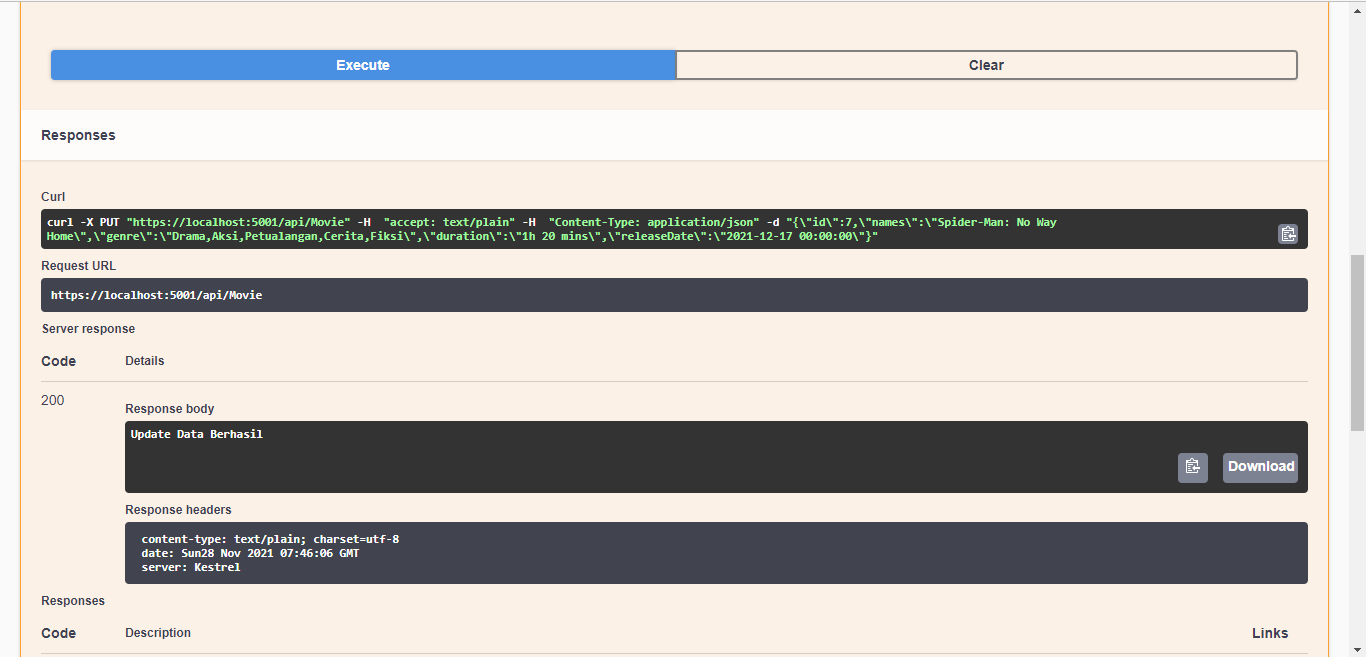 Execute
Clear
Responses
Curl
curl -X PUT "https://localhost:5001/api/Movie" -H  "accept: text/plain" -H  "Content-Type: application/json" -d "{\"id\":7,\"names\":\"Spider-Man: No Way
Home\",\"genre\":\"Drama,Aksi,Petualangan,Cerita,Fiksi\",\"duration\":\"1h 20 mins\",\"releaseDate\":\"2021-12-17 00:00:00\"}"
Request URL
https://localhost:5001/api/Movie
Server response
Code
Details
200
Response body
Update Data Berhasil
Download
Response headers
content-type: text/plain; charset=utf-8
date: Sun28 Nov 2021 07:46:06 GMT
server: Kestrel
Responses
Code
Description
Links